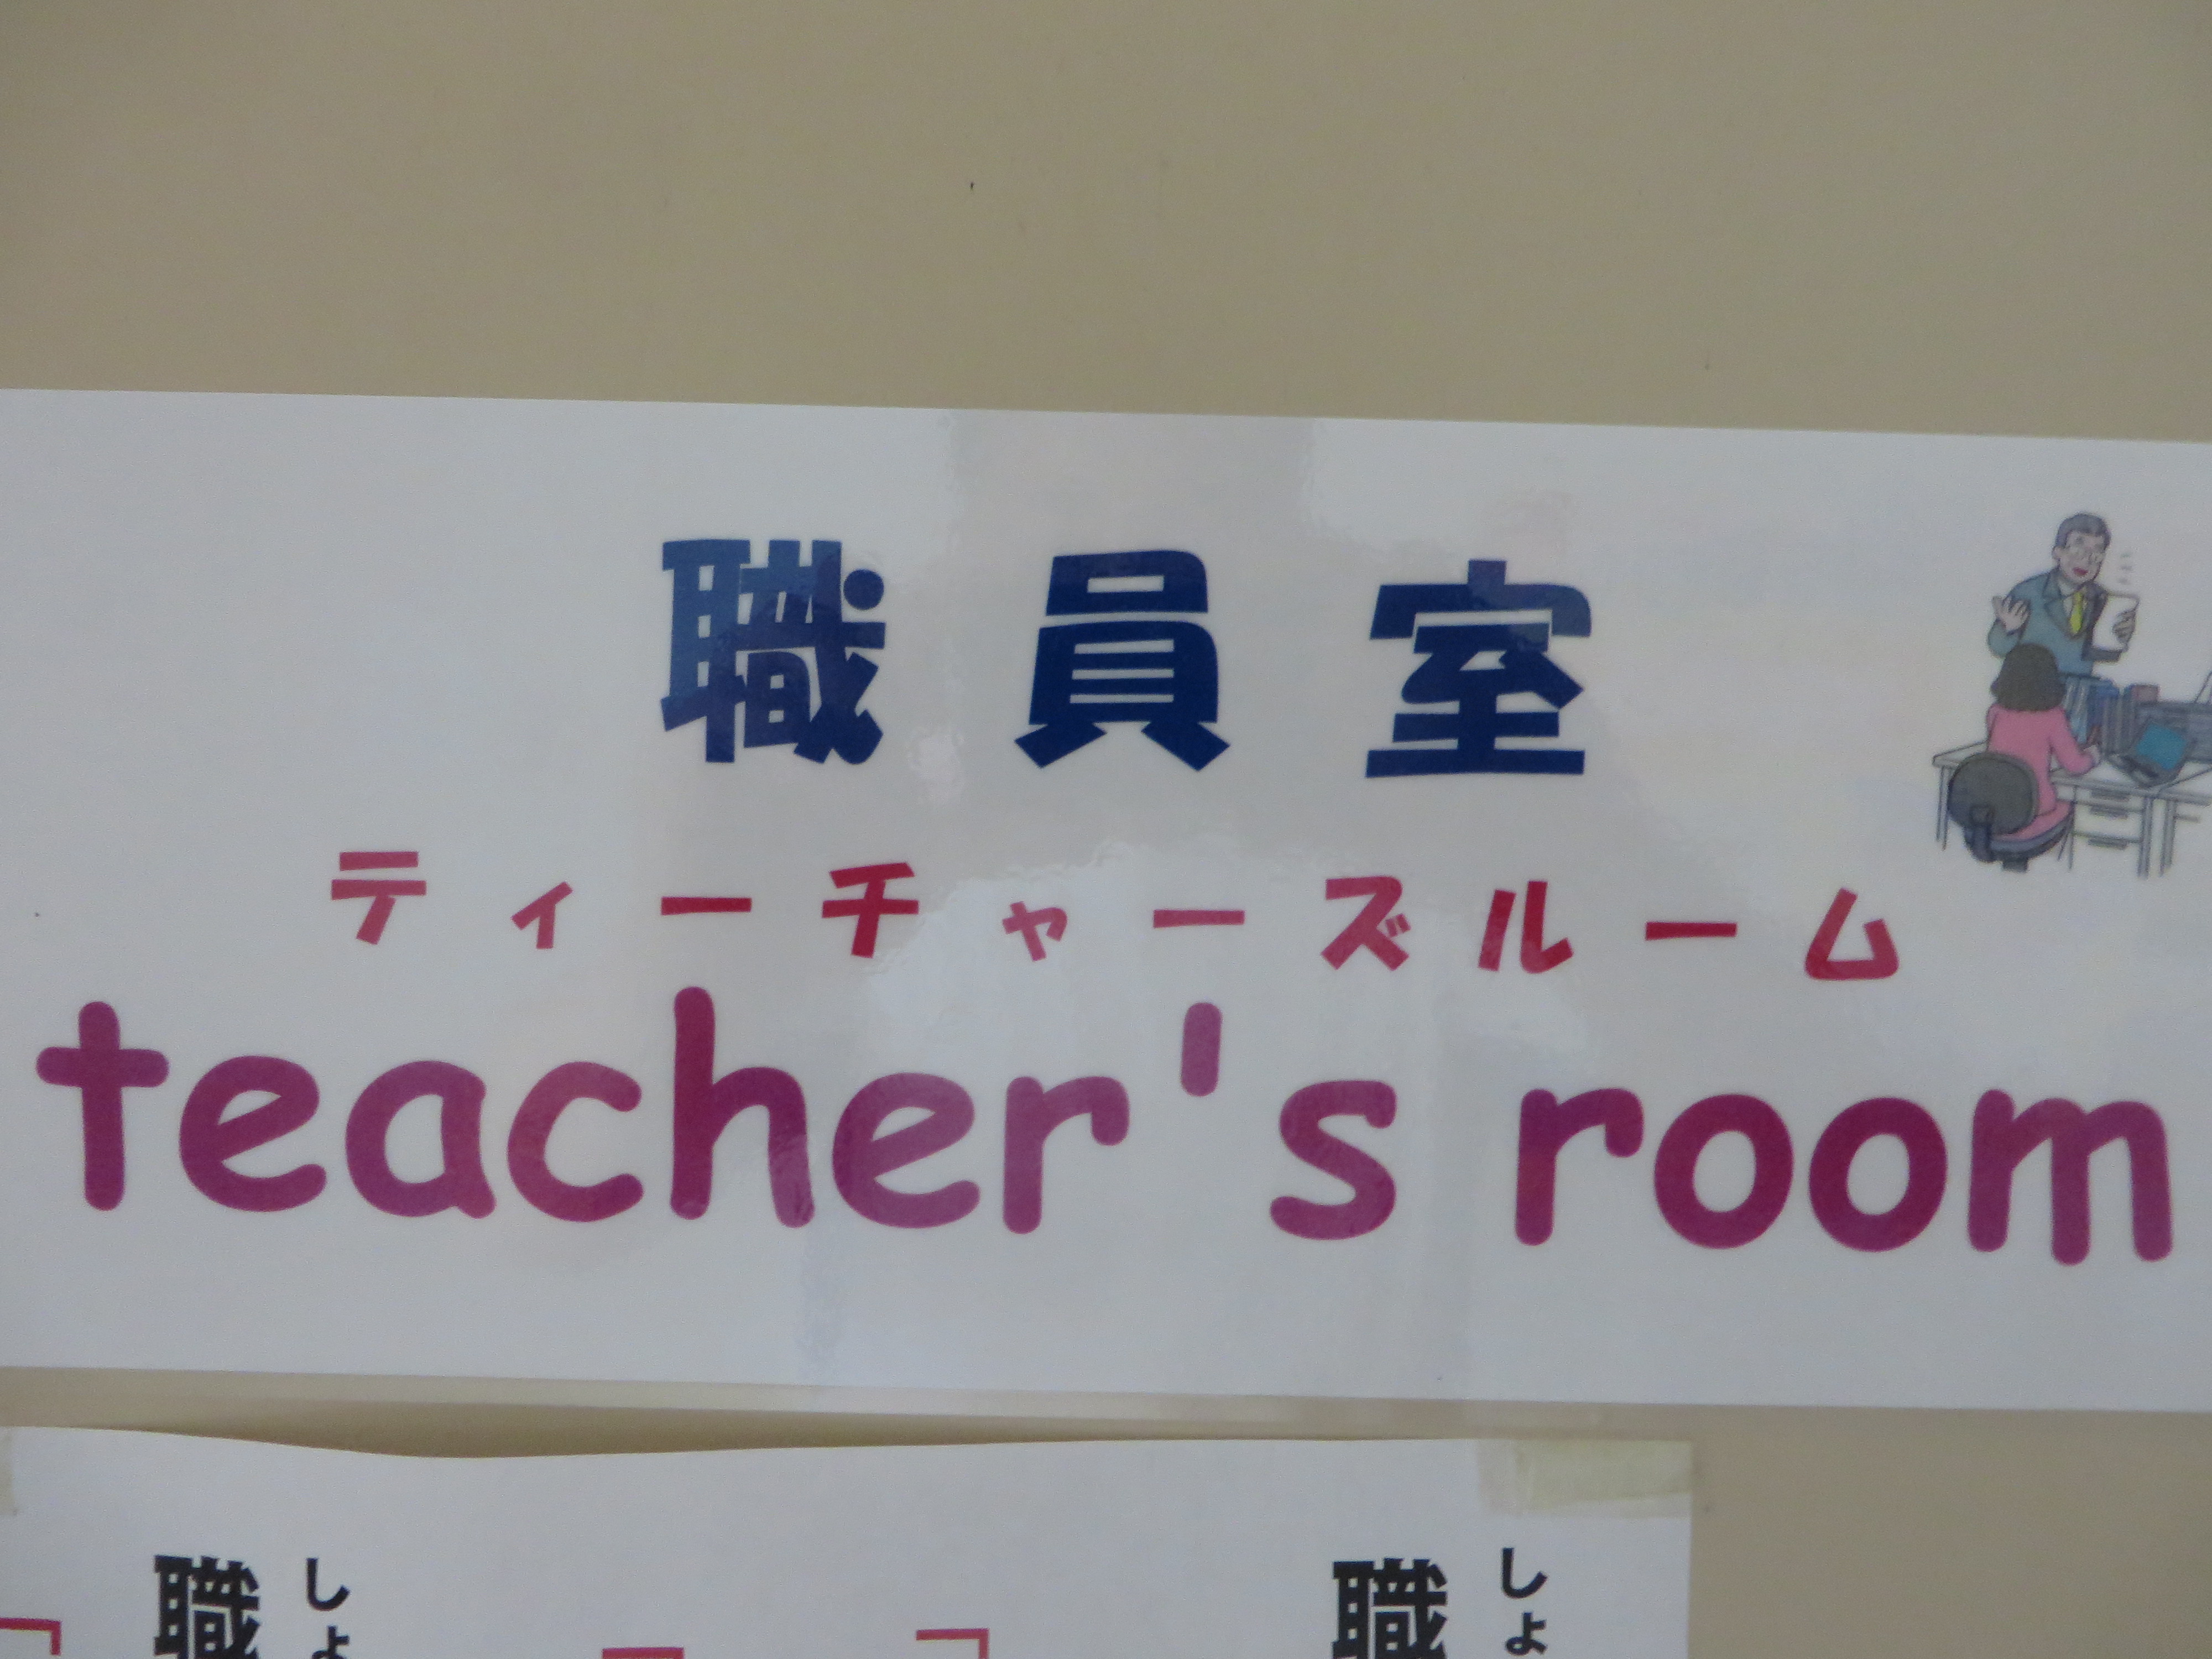 職員室
ティーチャーズルーム
teacher's room
職 しょ
職 しょ